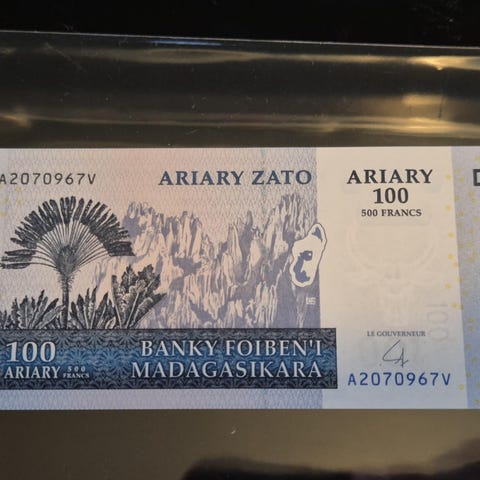 A2070967V
ARIARY ZATO
ARIARY
100
500 FRANCS
LE GOUVERNEUR
100
ARIARY 500 FRANCS
BANKY FOIBEN'I
MADAGASIKARA
A2070967V